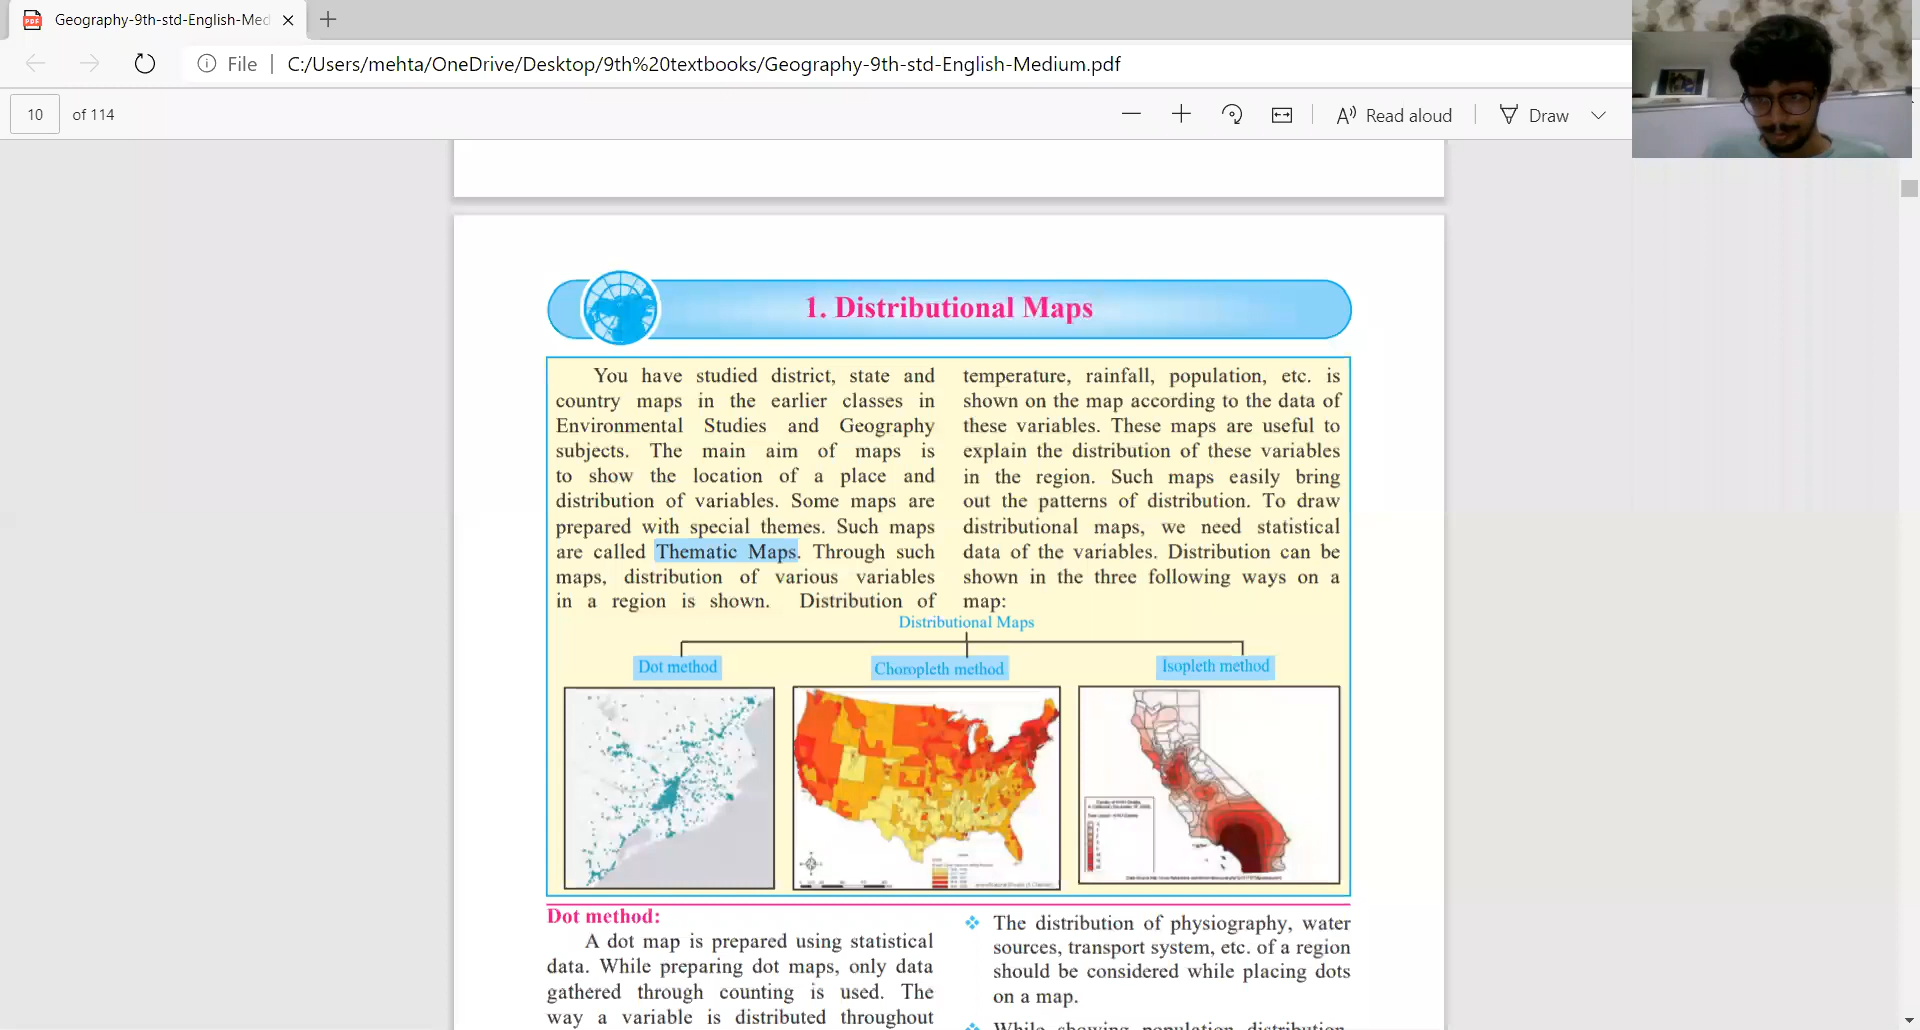 Geography-9th-std-English-Med
File
C:/Users/mehta/OneDrive/Desktop/9th%20textbooks/Geography-9th-std-English-Medium.pdf
10 of 114
Read aloud
Draw
1. Distributional Maps
You have studied district, state and
country maps in the earlier classes in
Environmental Studies and Geography
subjects. The main aim of maps is
to show the location of a place and
distribution of variables. Some maps are
prepared with special themes. Such maps
are called Thematic Maps. Through such
maps, distribution of various variables
in a region is shown. Distribution of
temperature, rainfall, population, etc. is
shown on the map according to the data of
these variables. These maps are useful to
explain the distribution of these variables
in the region. Such maps easily bring
out the patterns of distribution. To draw
distributional maps, we need statistical
data of the variables. Distribution can be
shown in the three following ways on a
map:
Distributional Maps
Dot method
Choropleth method
Isopleth method
Dot method:
A dot map is prepared using statistical
data. While preparing dot maps, only data
gathered through counting is used. The
way a variable is distributed throughout
The distribution of physiography, water
sources, transport system, etc. of a region
should be considered while placing dots
on a map.
While showing population distribution